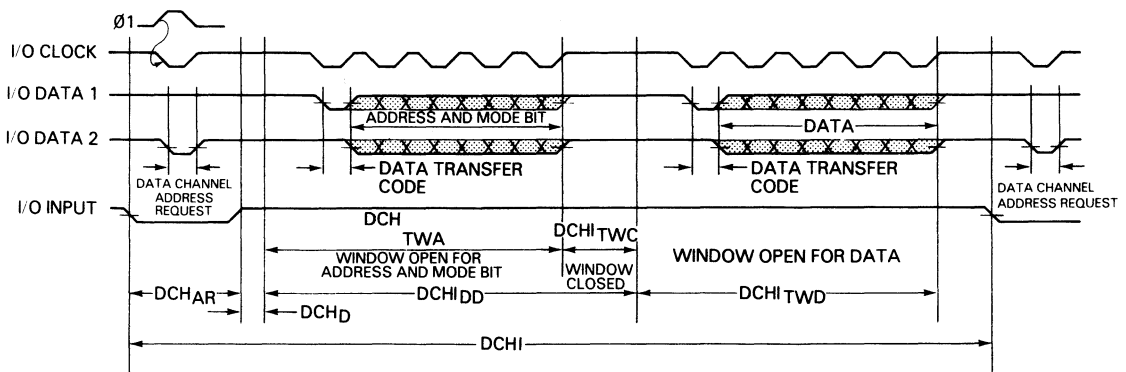 Ø1
I/O CLOCK
I/O DATA 1
ADDRESS AND MODE BIT
DATA
I/O DATA 2
DATA TRANSFER
CODE
DATA TRANSFER
CODE
DATA CHANNEL
ADDRESS
REQUEST
DATA CHANNEL
ADDRESS REQUEST
I/O INPUT
DCH
TWA
WINDOW OPEN FOR
ADDRESS AND MODE BIT
DCHI TWC
WINDOW
CLOSED
WINDOW OPEN FOR DATA
DCHAR
DCHIDD
DCHI TWD
DCHD
DCHI